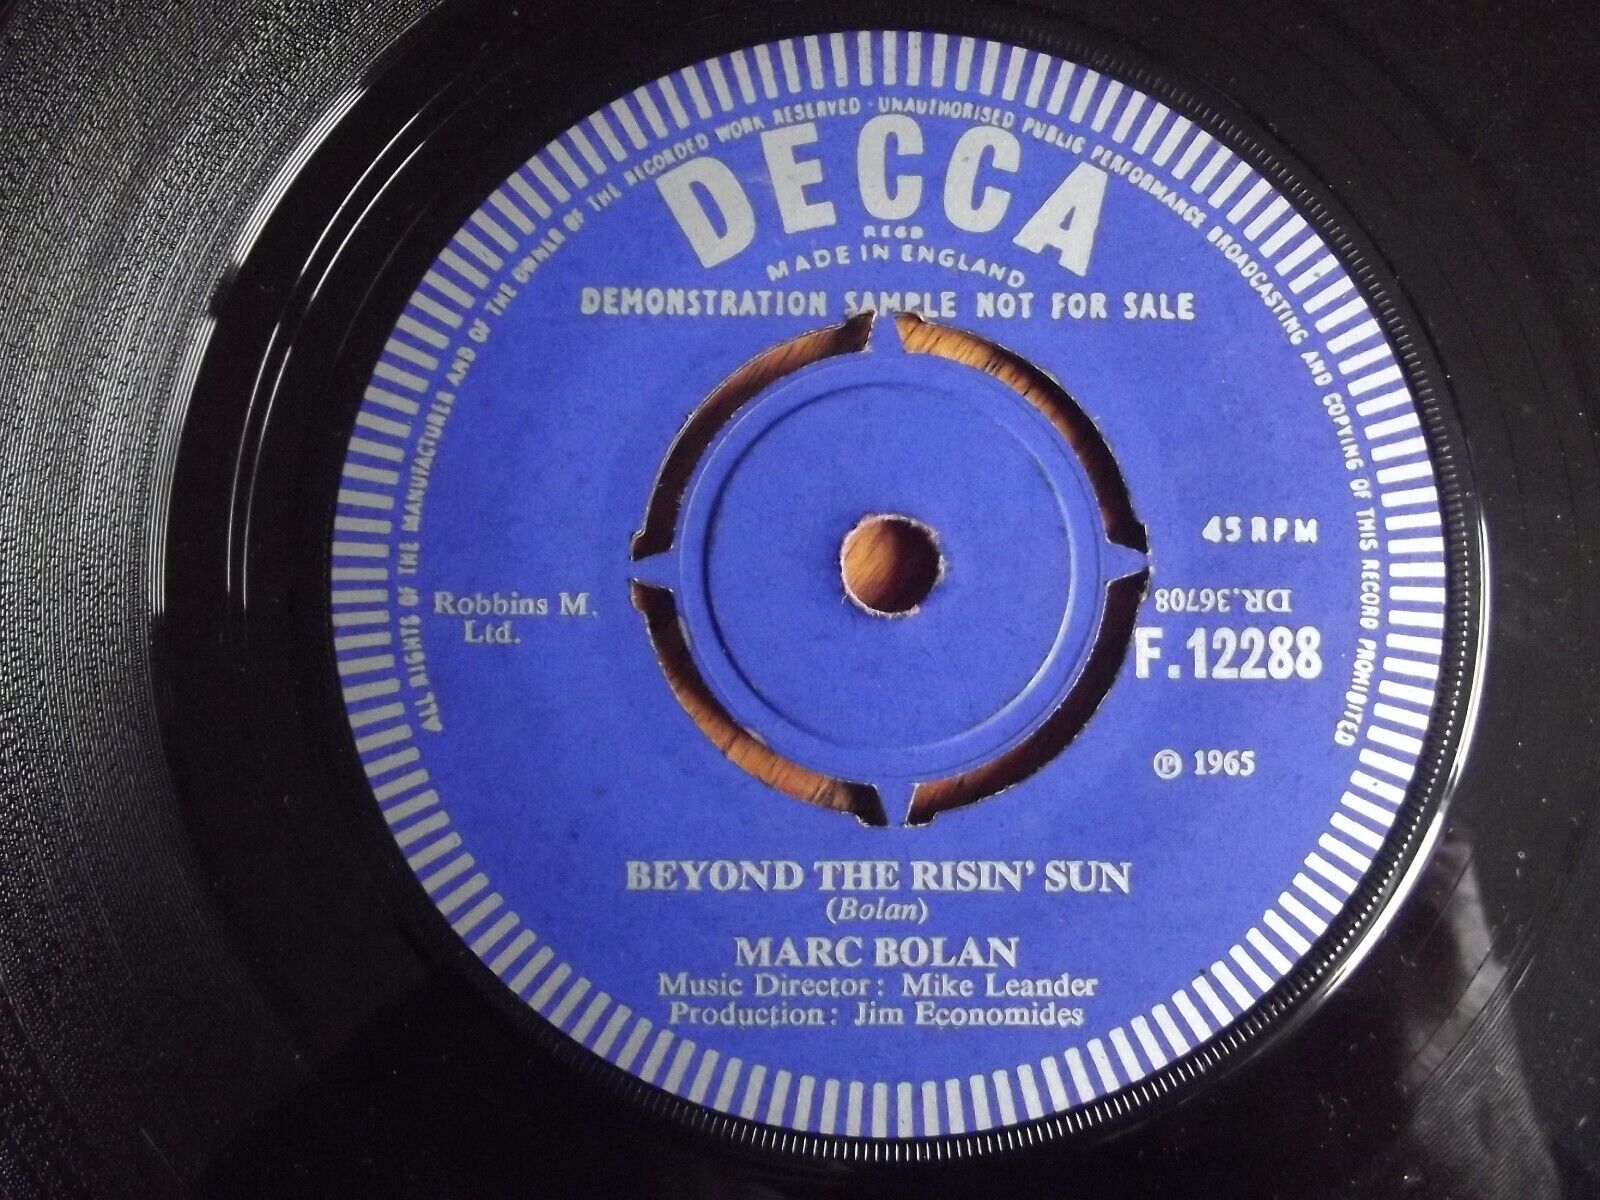 ALL RIGHTS OF THE MANUFACTURER AND OF THE OWNER OF THE RECORDED WORK RESERVED · UNAUTHORISED PUBLIC PERFORMANCE BROADCASTING AND COPYING OF THIS RECORD PROHIBITED
DECCA
REGD
MADE IN ENGLAND
DEMONSTRATION SAMPLE NOT FOR SALE
45 RPM
DR.36708
Robbins M.
Ltd.
F.12288
℗ 1965
BEYOND THE RISIN' SUN
(Bolan)
MARC BOLAN
Music Director: Mike Leander
Production: Jim Economides